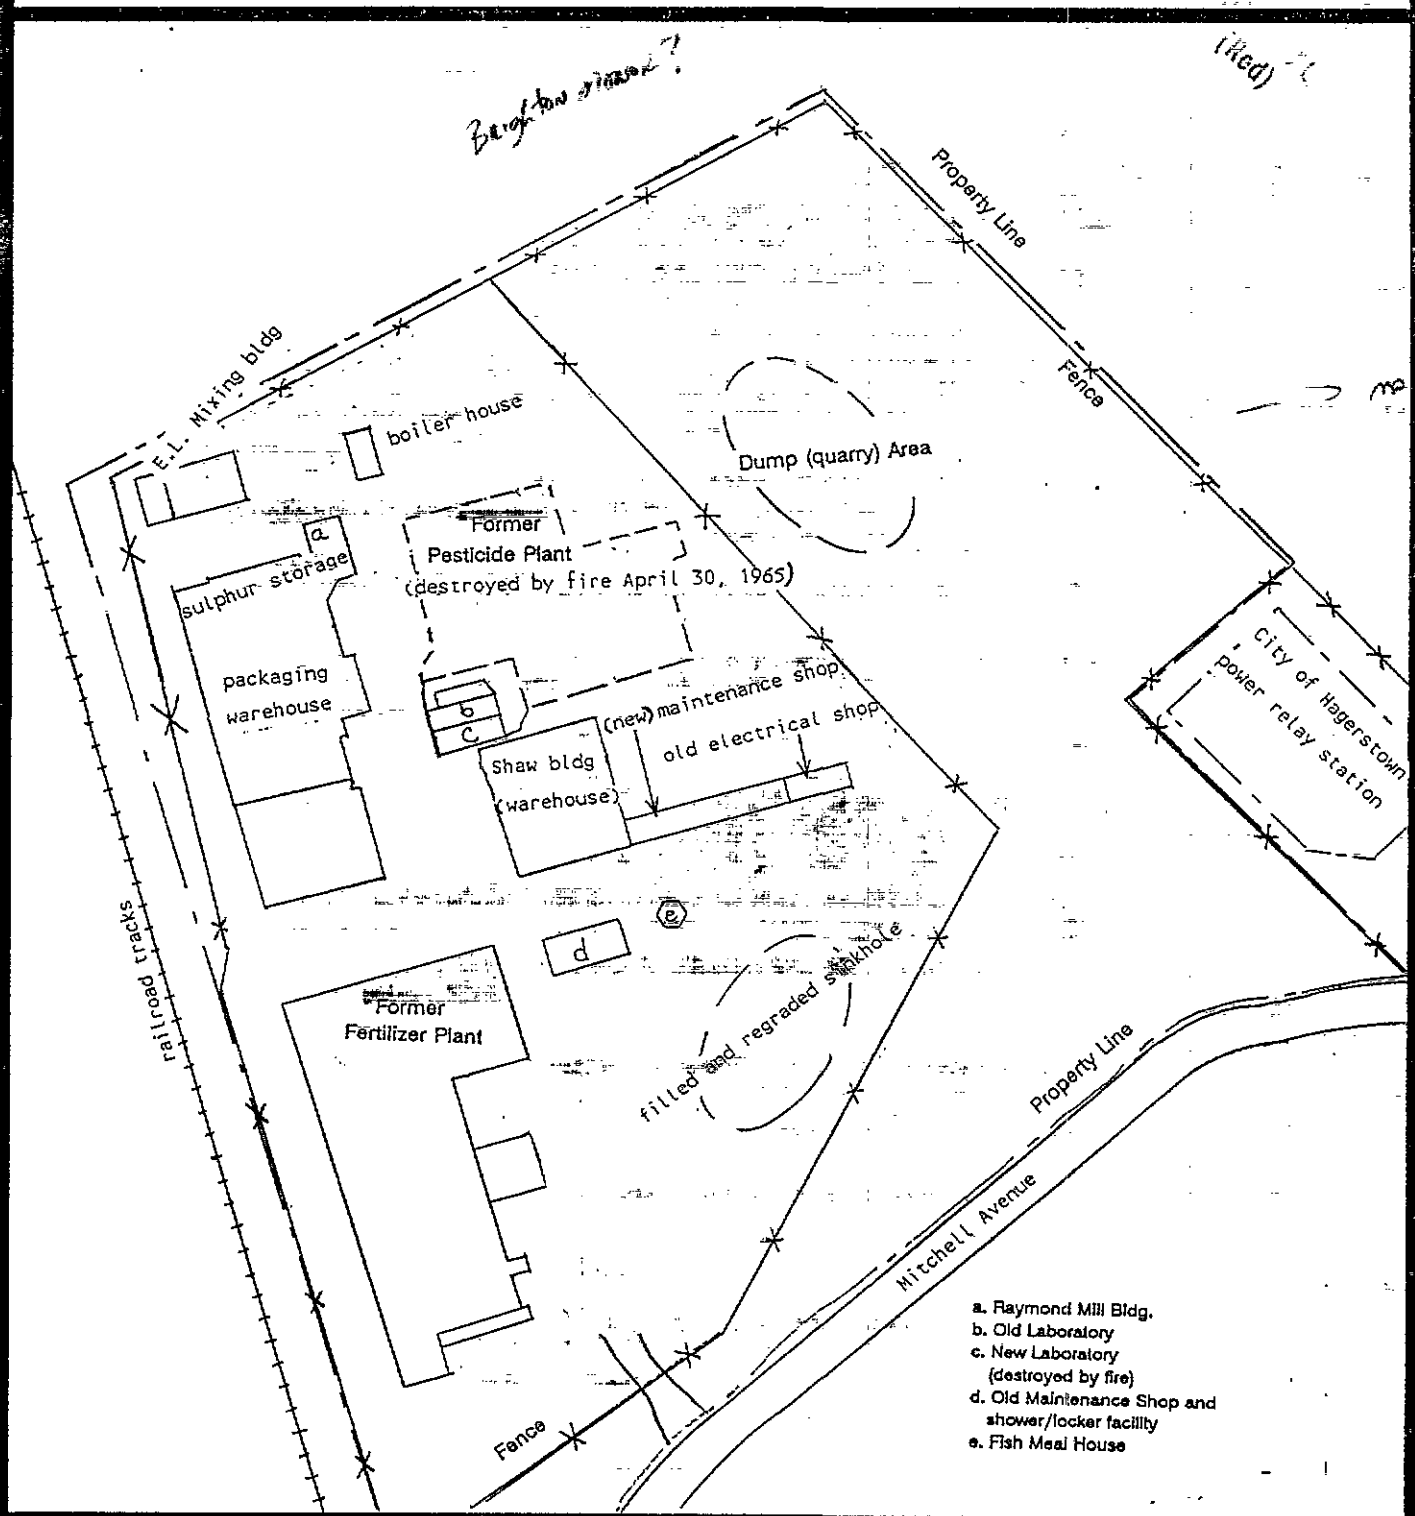 (Red)
Property Line
Fence
E.L. Mixing bldg
boiler house
Dump (quarry) Area
a
sulphur storage
Former
Pesticide Plant
(destroyed by fire April 30, 1965)
City of Hagerstown
power relay station
packaging
warehouse
b
c
(new) maintenance shop
old electrical shop
Shaw bldg
(warehouse)
railroad tracks
e
d
filled and regraded sinkhole
Former
Fertilizer Plant
Property Line
Mitchell Avenue
Fence
a. Raymond Mill Bldg.
b. Old Laboratory
c. New Laboratory
(destroyed by fire)
d. Old Maintenance Shop and
shower/locker facility
e. Fish Meal House